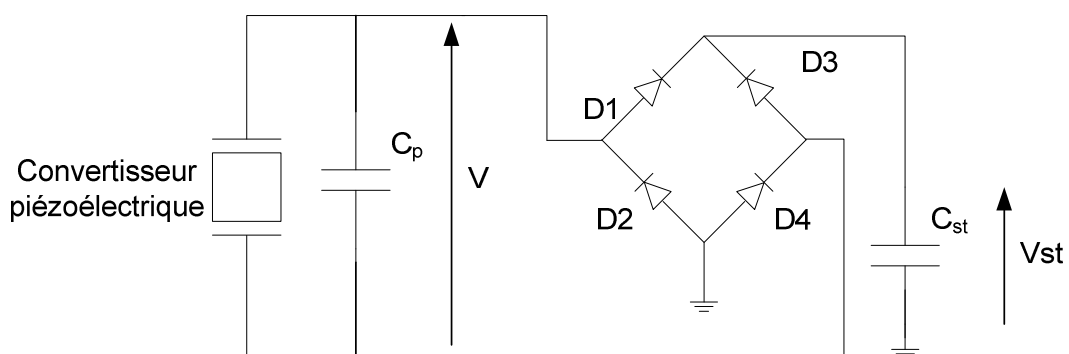 Convertisseur
piézoélectrique
Cp
V
D1
D2
D3
D4
Cst
Vst